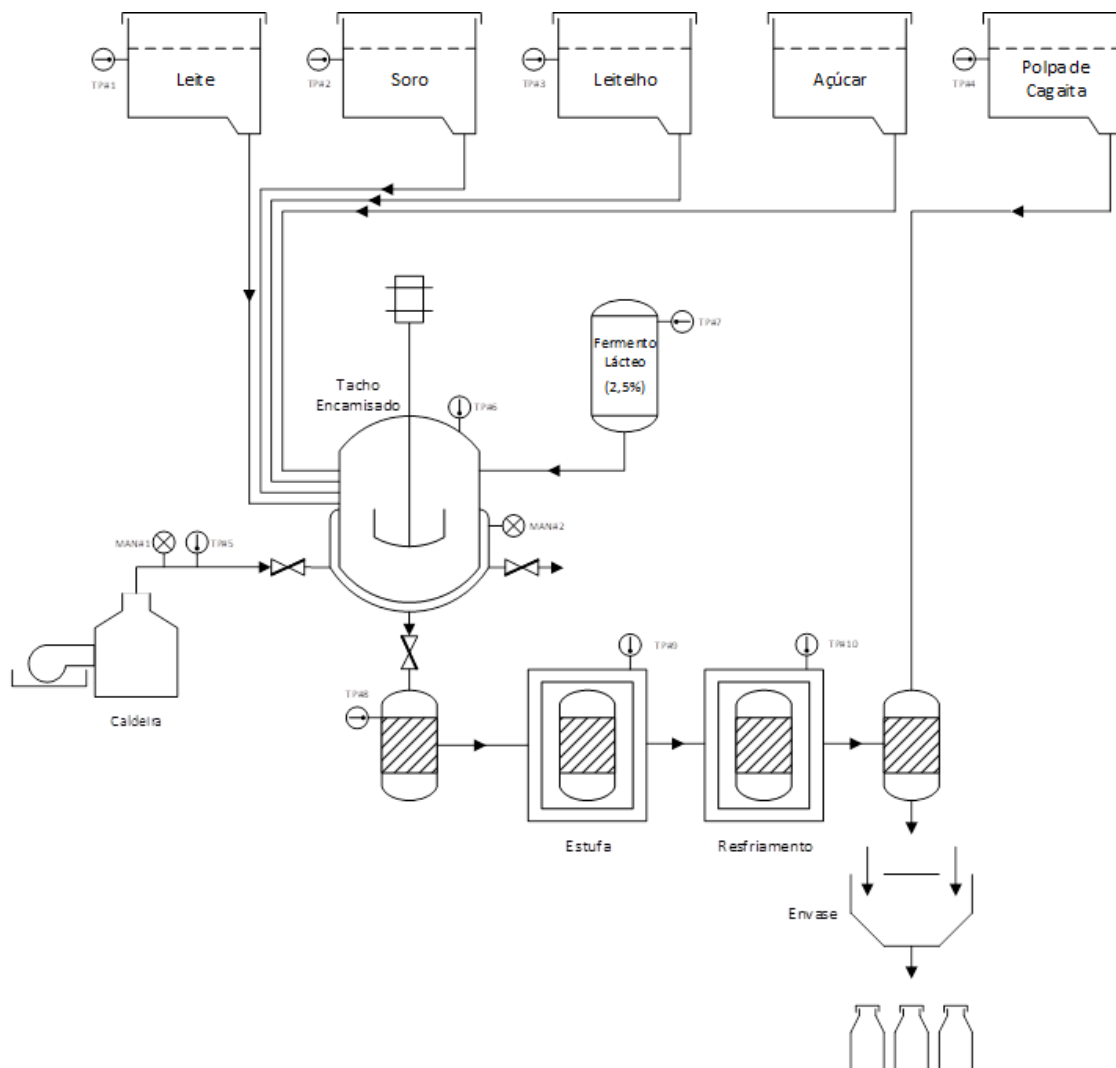 Leite
Soro
Leitelho
Açúcar
Polpa de
Cagaita
TP#1
TP#2
TP#3
TP#4
Fermento
Lácteo
(2,5%)
TP#7
Tacho
Encamisado
TP#6
MAN#2
MAN#1
TP#5
Caldeira
TP#8
TP#9
TP#10
Estufa
Resfriamento
Envase